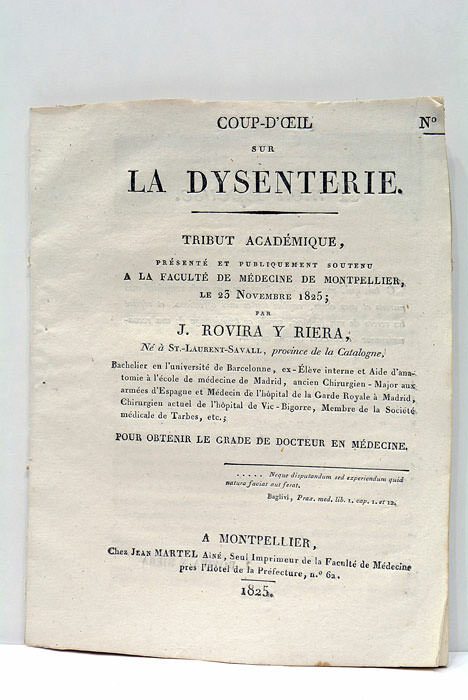 COUP-D'ŒIL
N°
SUR
LA DYSENTERIE.
TRIBUT ACADÉMIQUE,
PRÉSENTÉ ET PUBLIQUEMENT SOUTENU
A LA FACULTÉ DE MÉDECINE DE MONTPELLIER,
LE 23 NOVEMBRE 1825;
PAR
J. ROVIRA Y RIERA,
Né à ST.-LAURENT-SAVALL, province de la Catalogne,
Bachelier en l'université de Barcelonne, ex-Élève interne et Aide d'ana-
tomie à l'école de médecine de Madrid, ancien Chirurgien-Major aux
armées d'Espagne et Médecin de l'hôpital de la Garde Royale à Madrid,
Chirurgien actuel de l'hôpital de Vic-Bigorre, Membre de la Société
médicale de Tarbes, etc.;
POUR OBTENIR LE GRADE DE DOCTEUR EN MÉDECINE.
..... Neque disputandum sed experiendum quid
natura faciat aut ferat.
Baglivi, Prax. med. lib. 1. cap. 1. et 12.
A MONTPELLIER,
Chez JEAN MARTEL AINÉ, Seul Imprimeur de la Faculté de Médecine
près l'Hôtel de la Préfecture, n.° 62.
1825.